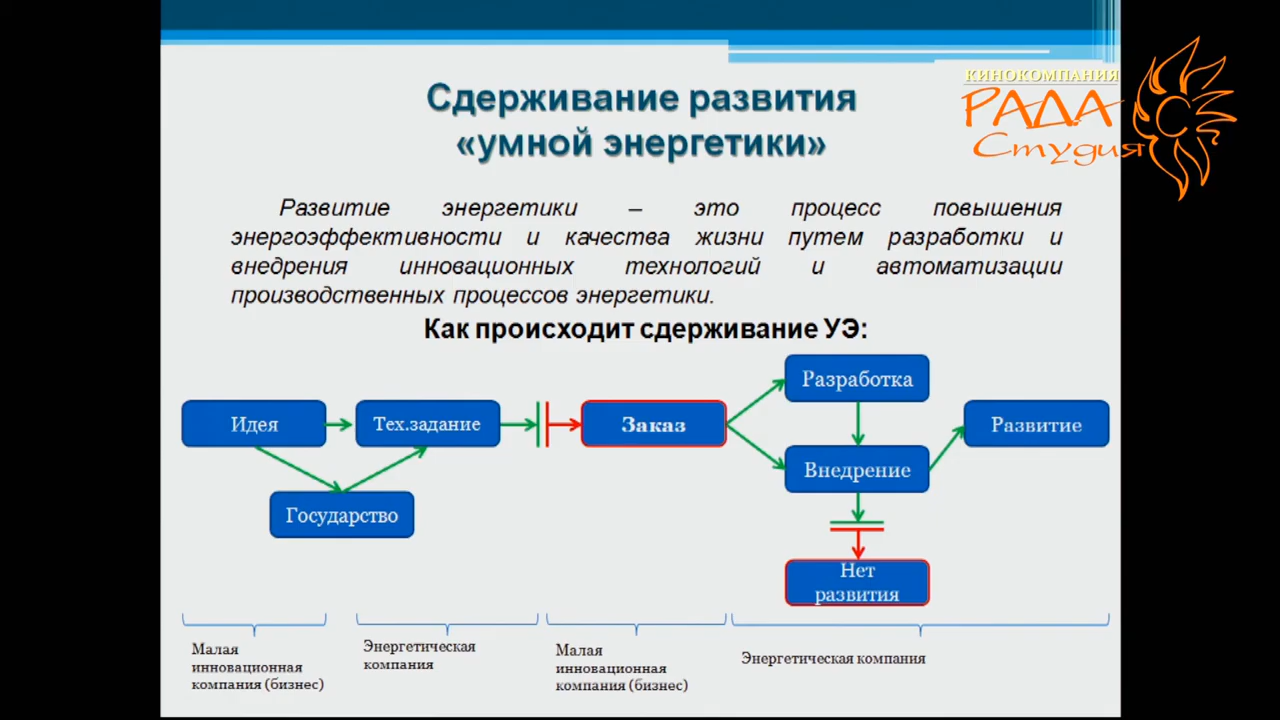 КИНОКОМПАНИЯ
РАДА
Студия
Сдерживание развития
«умной энергетики»
Развитие энергетики – это процесс повышения
энергоэффективности и качества жизни путем разработки и
внедрения инновационных технологий и автоматизации
производственных процессов энергетики.
Как происходит сдерживание УЭ:
Идея
Тех.задание
Государство
Заказ
Разработка
Внедрение
Развитие
Нет
развития
Малая
инновационная
компания (бизнес)
Энергетическая
компания
Малая
инновационная
компания (бизнес)
Энергетическая компания